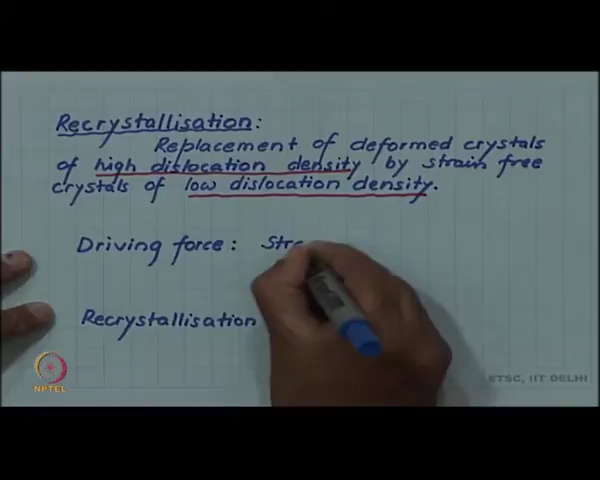 Recrystallisation:
Replacement of deformed crystals
of high dislocation density by strain free
crystals of low dislocation density.
Driving force:
Recrystallisation
NPTEL
ETSC, IIT DELHI